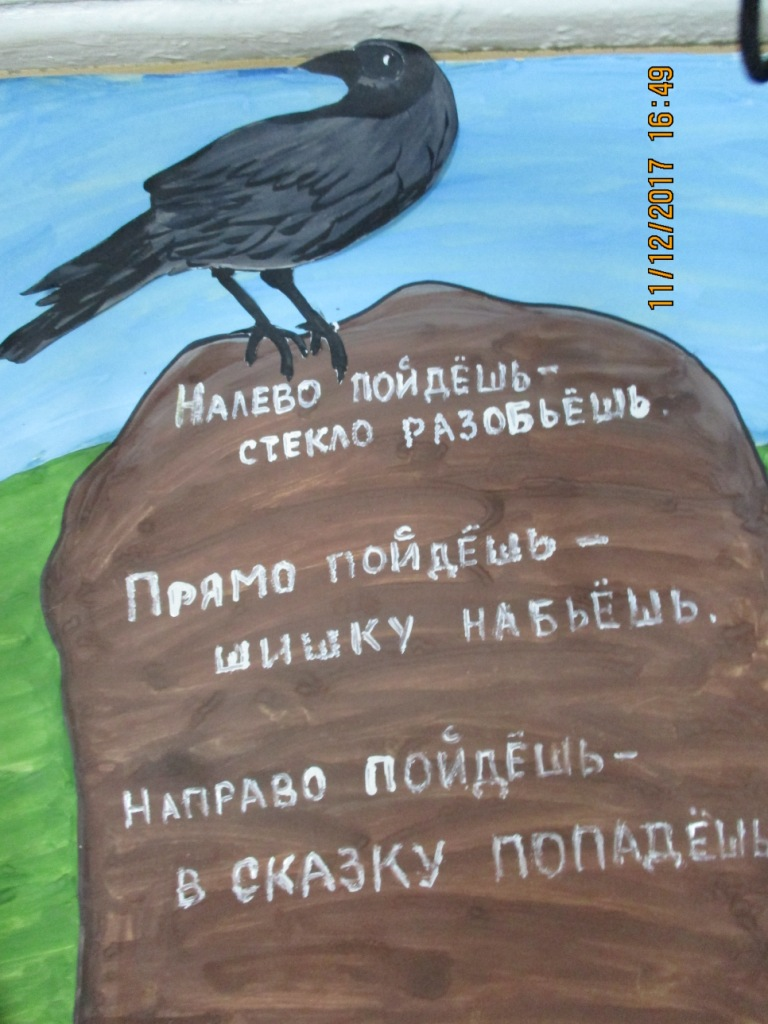 Налево пойдёшь-
стекло разобьёшь.
Прямо пойдёшь –
шишку набьёшь.
Направо пойдёшь–
в сказку попадёшь
11/12/2017 16:49